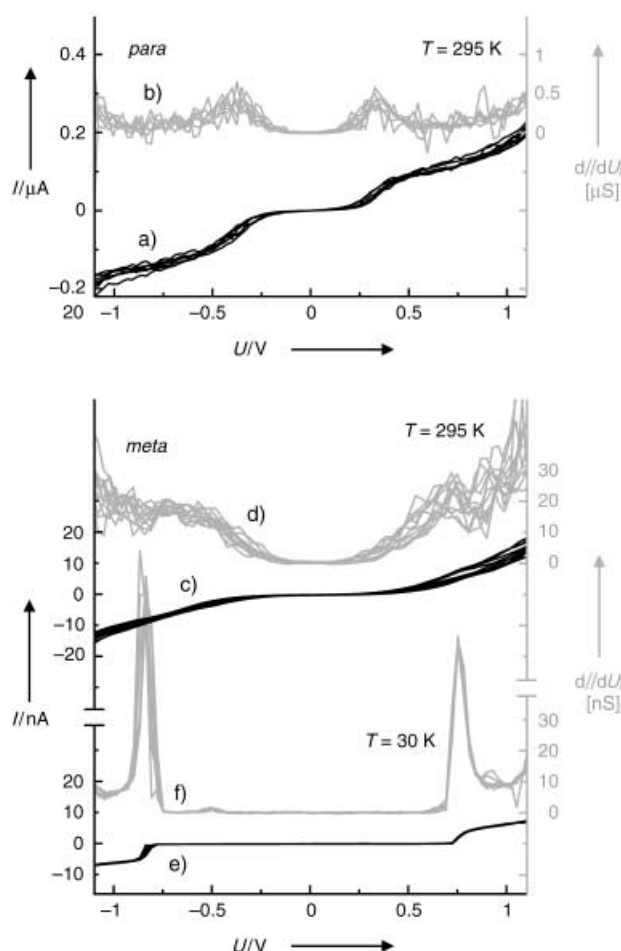 0.4
para
T = 295 K
1
b)
0.5
0.2
0
I/µA
dI/dU/
[µS]
0
a)
−0.2
20
−1
−0.5
0
0.5
1
U/V
meta
T = 295 K
30
d)
20
20
10
10
0
c)
0
−10
−20
I/nA
dI/dU/
[nS]
T = 30 K
30
20
20
f)
10
10
0
0
e)
−10
−1
−0.5
0
0.5
1
U/V